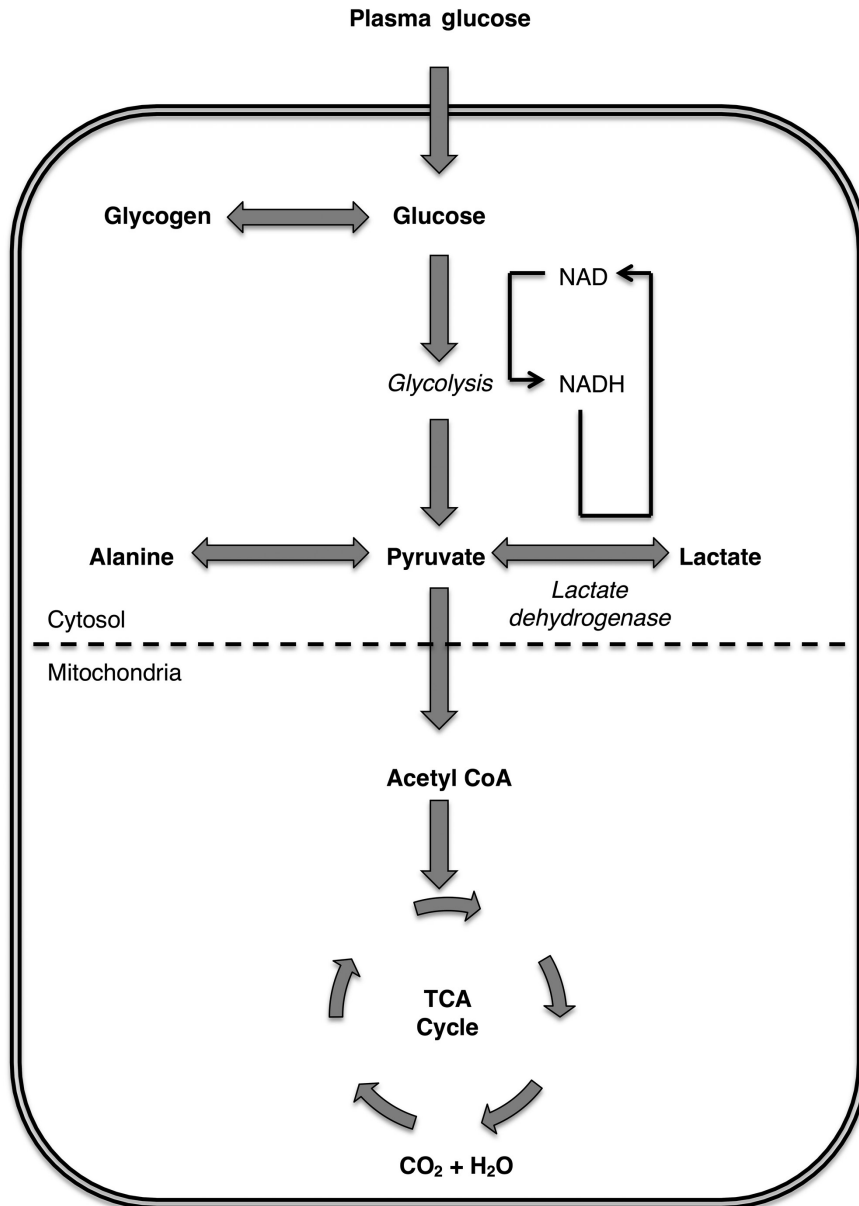 Plasma glucose
Glycogen
Glucose
NAD
Glycolysis
NADH
Alanine
Pyruvate
Lactate
Lactate
dehydrogenase
Cytosol
Mitochondria
Acetyl CoA
TCA
Cycle
CO₂ + H₂O